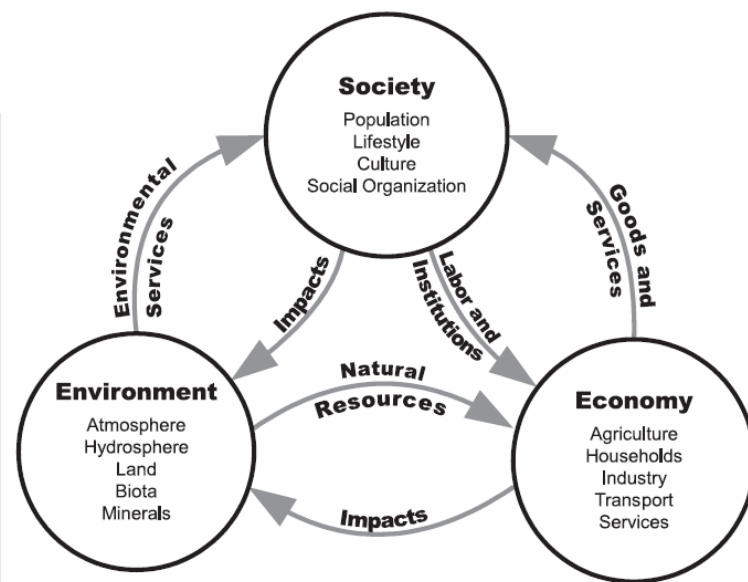 Society
Population
Lifestyle
Culture
Social Organization
Environmental
Services
Goods and
Services
Impacts
Labor and
Institutions
Environment
Atmosphere
Hydrosphere
Land
Biota
Minerals
Natural
Resources
Economy
Agriculture
Households
Industry
Transport
Services
Impacts